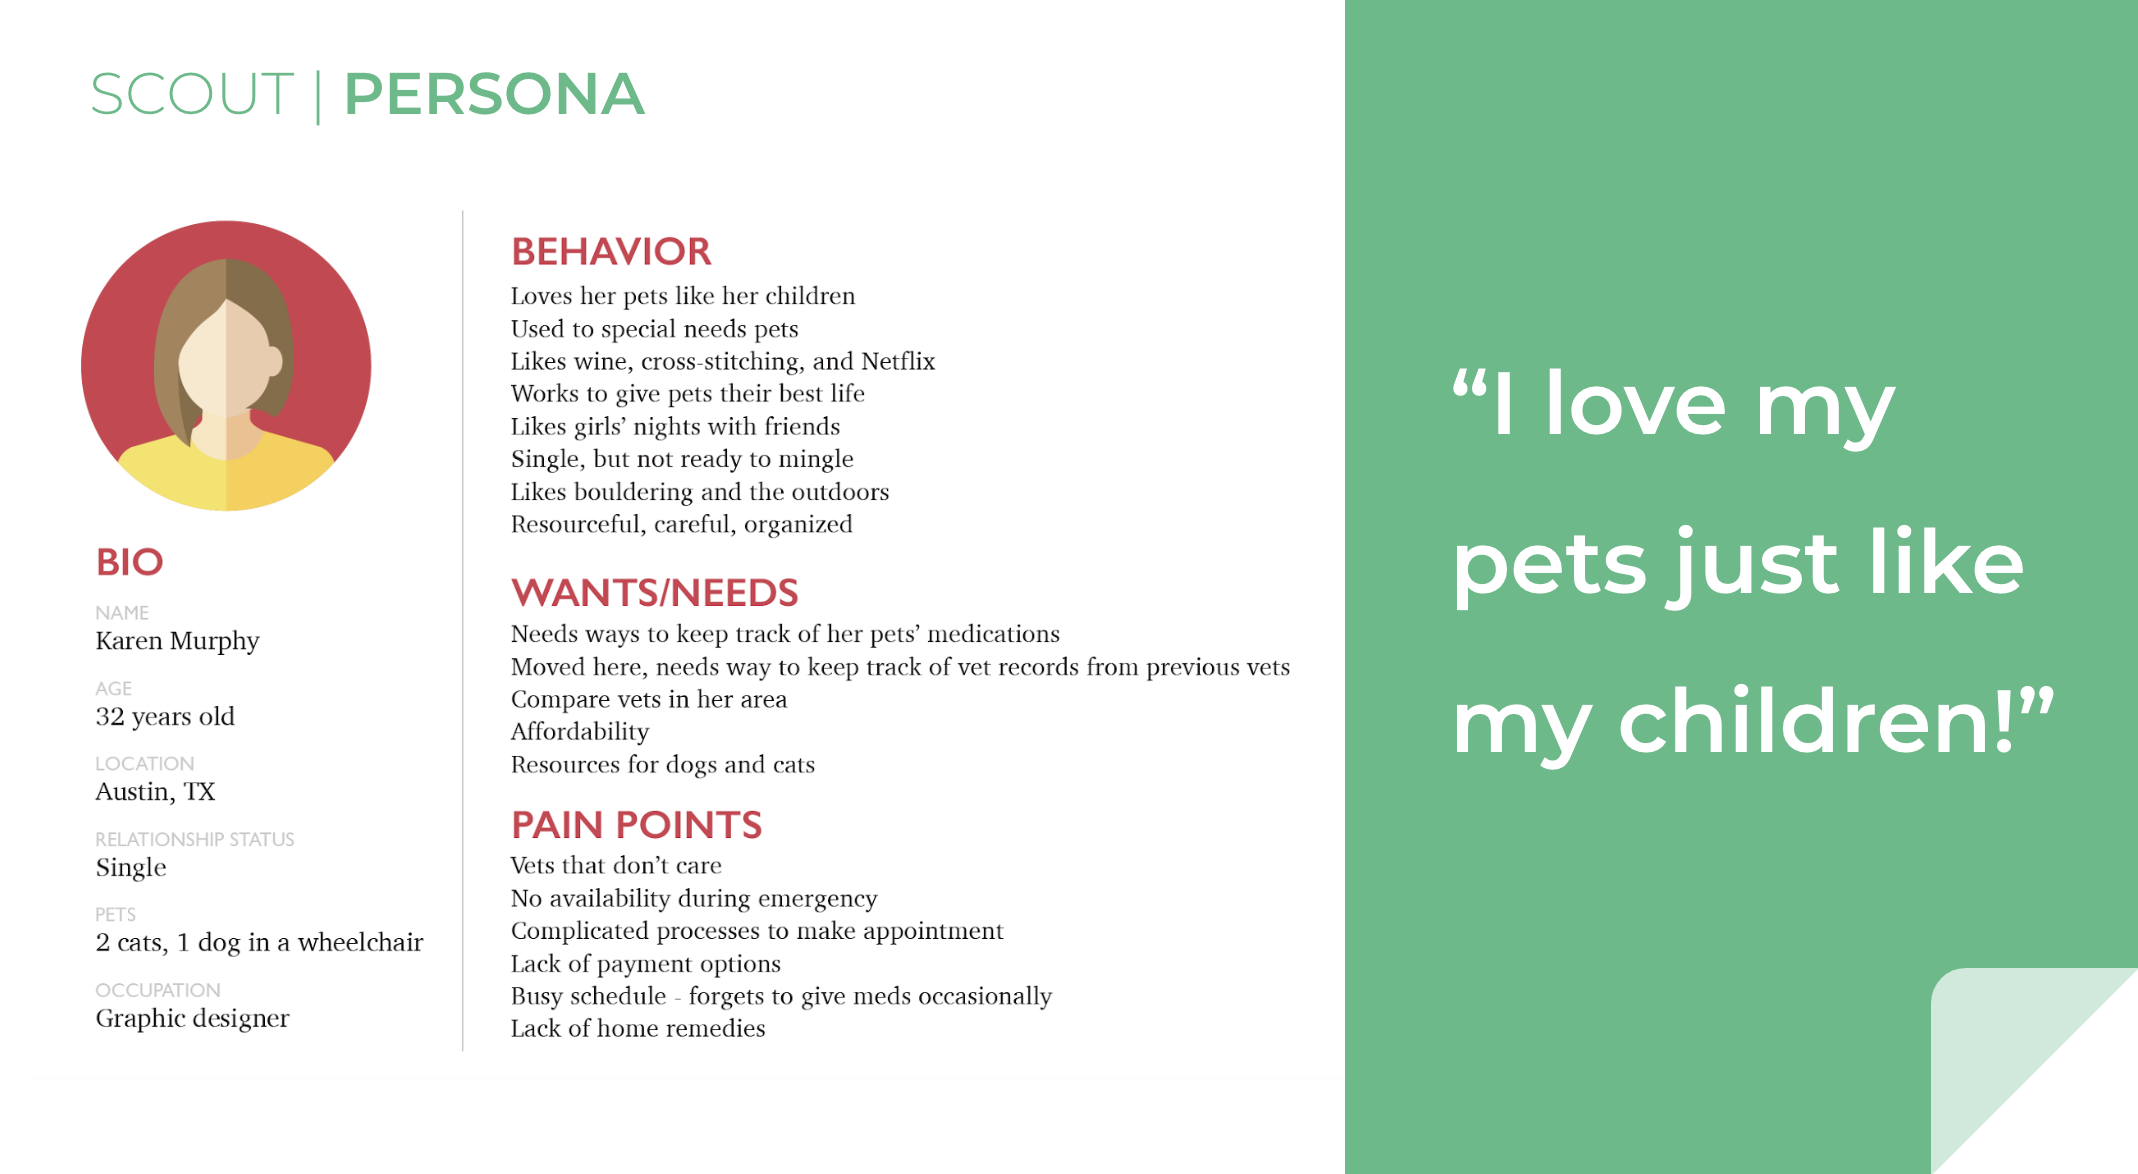 SCOUT | PERSONA
BIO
NAME
Karen Murphy
AGE
32 years old
LOCATION
Austin, TX
RELATIONSHIP STATUS
Single
PETS
2 cats, 1 dog in a wheelchair
OCCUPATION
Graphic designer
BEHAVIOR
Loves her pets like her children
Used to special needs pets
Likes wine, cross-stitching, and Netflix
Works to give pets their best life
Likes girls’ nights with friends
Single, but not ready to mingle
Likes bouldering and the outdoors
Resourceful, careful, organized
WANTS/NEEDS
Needs ways to keep track of her pets’ medications
Moved here, needs way to keep track of vet records from previous vets
Compare vets in her area
Affordability
Resources for dogs and cats
PAIN POINTS
Vets that don’t care
No availability during emergency
Complicated processes to make appointment
Lack of payment options
Busy schedule - forgets to give meds occasionally
Lack of home remedies
“I love my
pets just like
my children!”